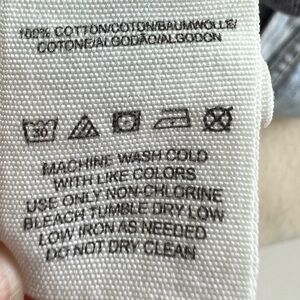 100% COTTON/COTON/BAUMWOLLE/
COTONE/ALGODÃO/ALGODON
30
MACHINE WASH COLD
WITH LIKE COLORS
USE ONLY NON-CHLORINE
BLEACH TUMBLE DRY LOW
LOW IRON AS NEEDED
DO NOT DRY CLEAN